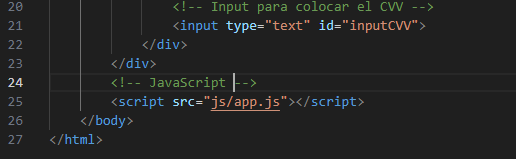 20 <!-- Input para colocar el CVV -->
21 <input type="text" id="inputCVV">
22 </div>
23 </div>
24 <!-- JavaScript -->
25 <script src="js/app.js"></script>
26 </body>
27 </html>